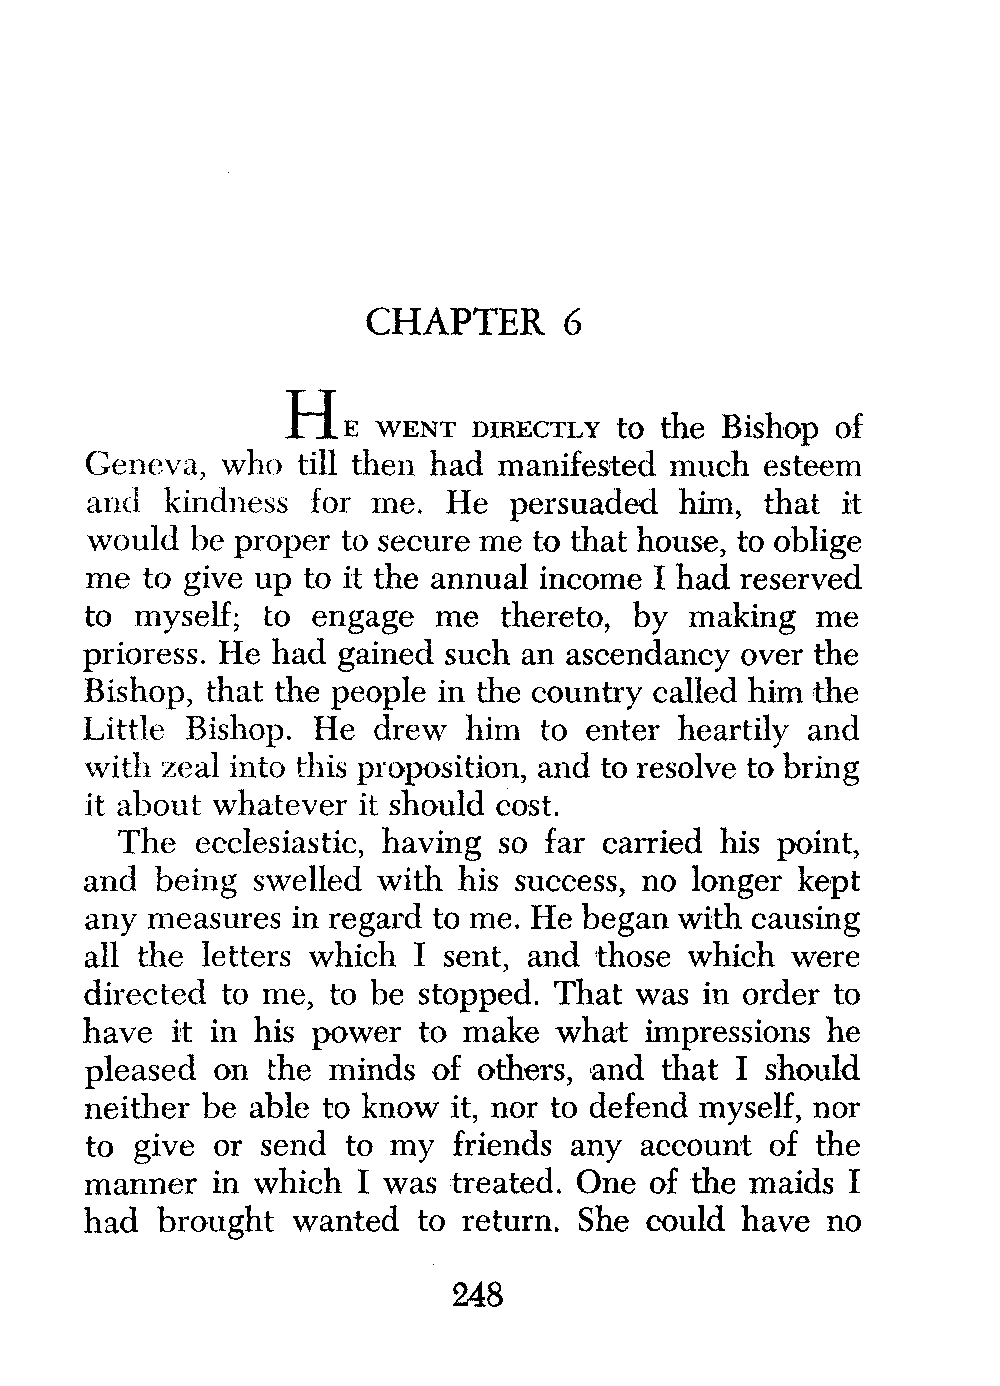 CHAPTER 6
HE WENT DIRECTLY to the Bishop of
Geneva, who till then had manifested much esteem
and kindness for me. He persuaded him, that it
would be proper to secure me to that house, to oblige
me to give up to it the annual income I had reserved
to myself; to engage me thereto, by making me
prioress. He had gained such an ascendancy over the
Bishop, that the people in the country called him the
Little Bishop. He drew him to enter heartily and
with zeal into this proposition, and to resolve to bring
it about whatever it should cost.
The ecclesiastic, having so far carried his point,
and being swelled with his success, no longer kept
any measures in regard to me. He began with causing
all the letters which I sent, and those which were
directed to me, to be stopped. That was in order to
have it in his power to make what impressions he
pleased on the minds of others, and that I should
neither be able to know it, nor to defend myself, nor
to give or send to my friends any account of the
manner in which I was treated. One of the maids I
had brought wanted to return. She could have no
248